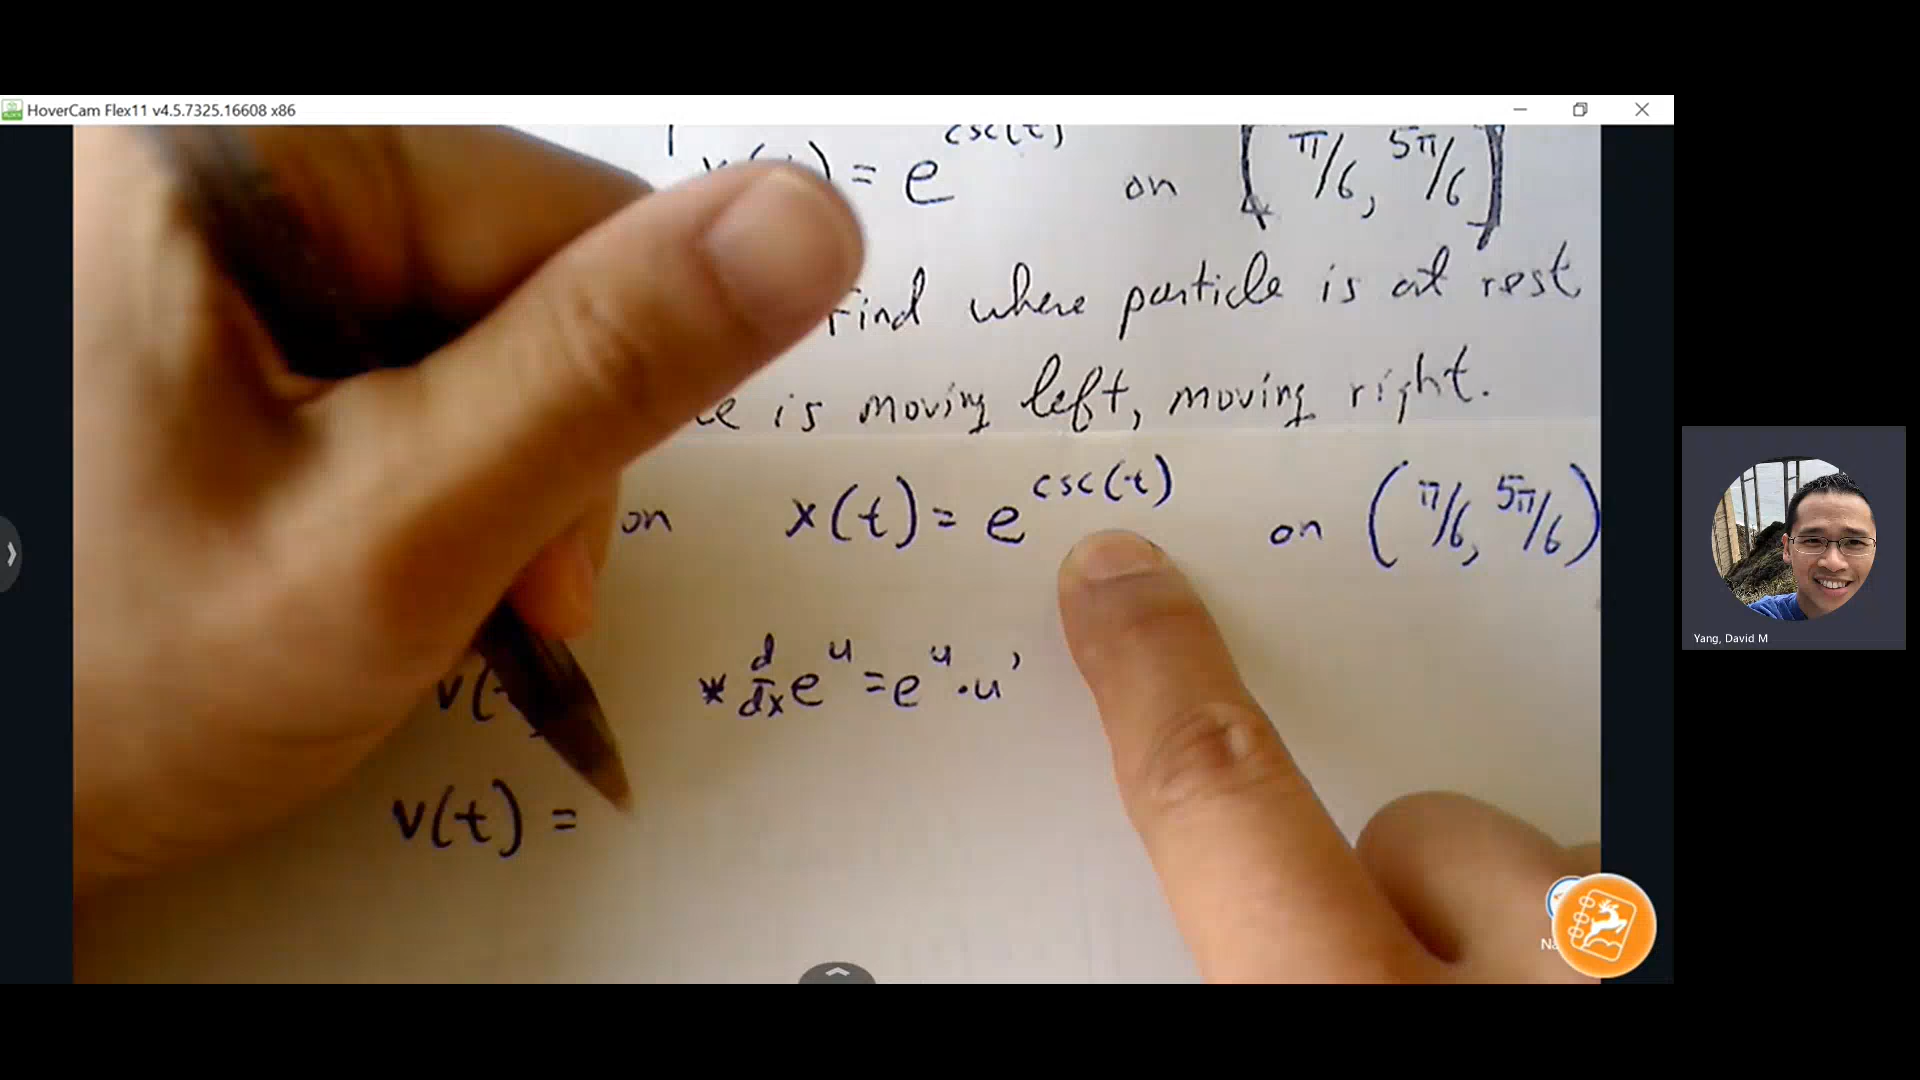 HoverCam Flex11 v4.5.7325.16608 x86
csc(t)
= e on [π/6, 5π/6]
Find where particle is at rest
is moving left, moving right.
on x(t) = e^csc(t) on (π/6, 5π/6)
v( * d/dx e^u = e^u · u'
v(t) =
Yang, David M